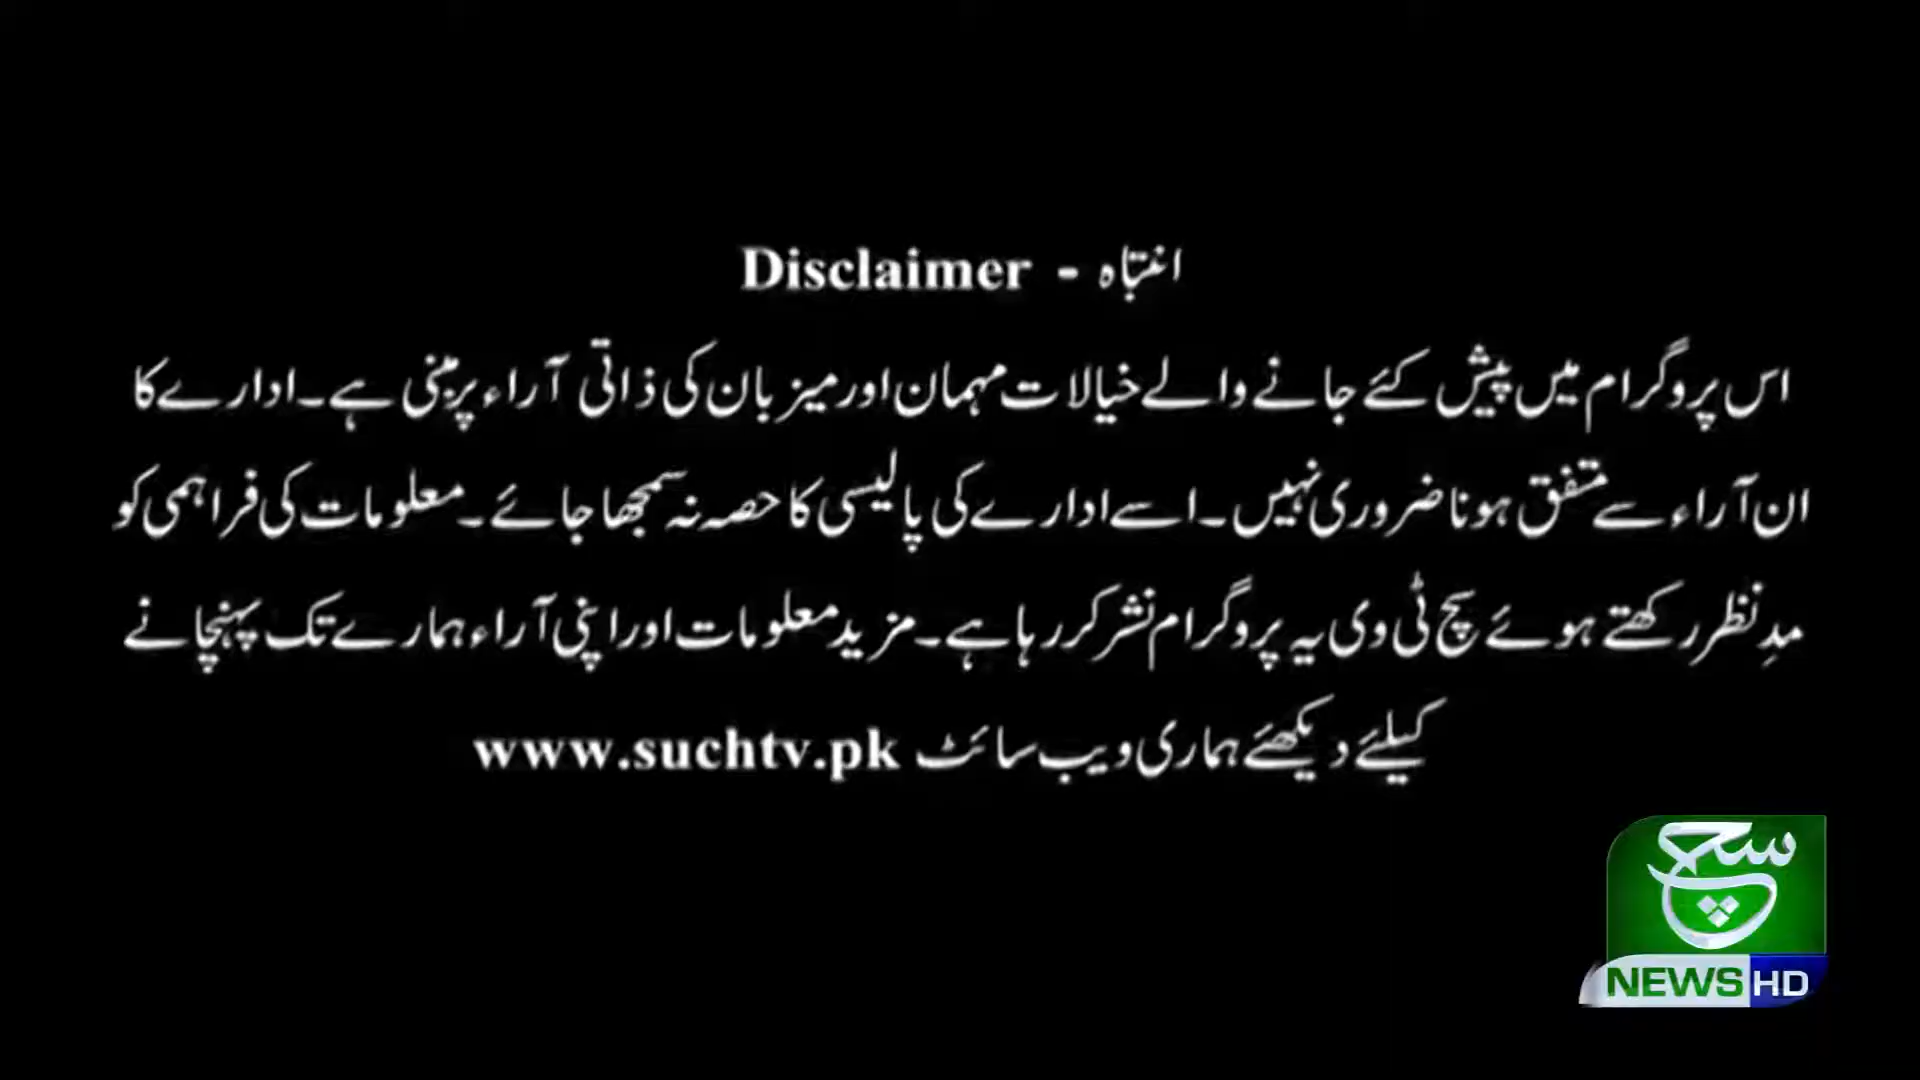 انتباہ - Disclaimer
اس پروگرام میں پیش کئے جانے والے خیالات مہمان اور میزبان کی ذاتی آراء پر مبنی ہے۔ ادارے کا
ان آراء سے متفق ہونا ضروری نہیں۔ اسے ادارے کی پالیسی کا حصہ نہ سمجھا جائے۔ معلومات کی فراہمی کو
مدِنظر رکھتے ہوئے سچ ٹی وی یہ پروگرام نشر کر رہا ہے۔ مزید معلومات اور اپنی آراء ہمارے تک پہنچانے
کیلئے دیکھئے ہماری ویب سائٹ www.suchtv.pk
سچ
NEWS HD